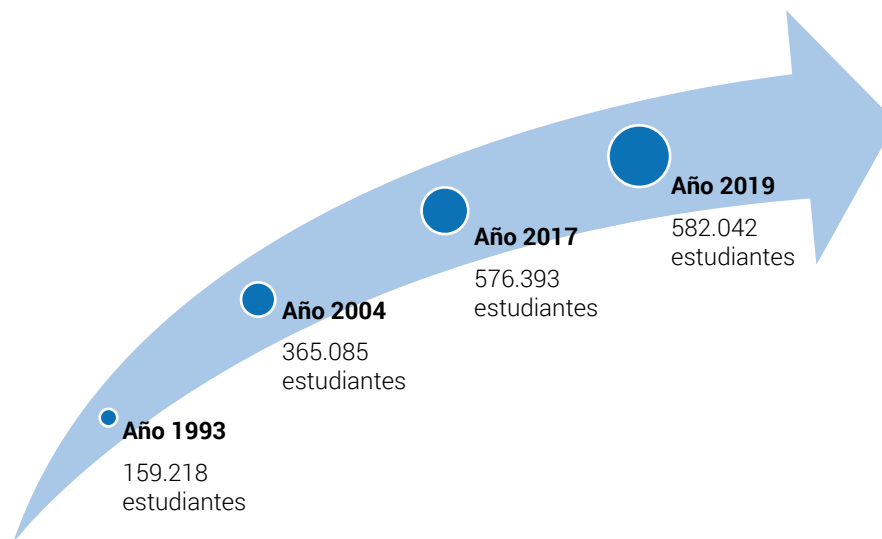 Año 1993
159.218
estudiantes
Año 2004
365.085
estudiantes
Año 2017
576.393
estudiantes
Año 2019
582.042
estudiantes